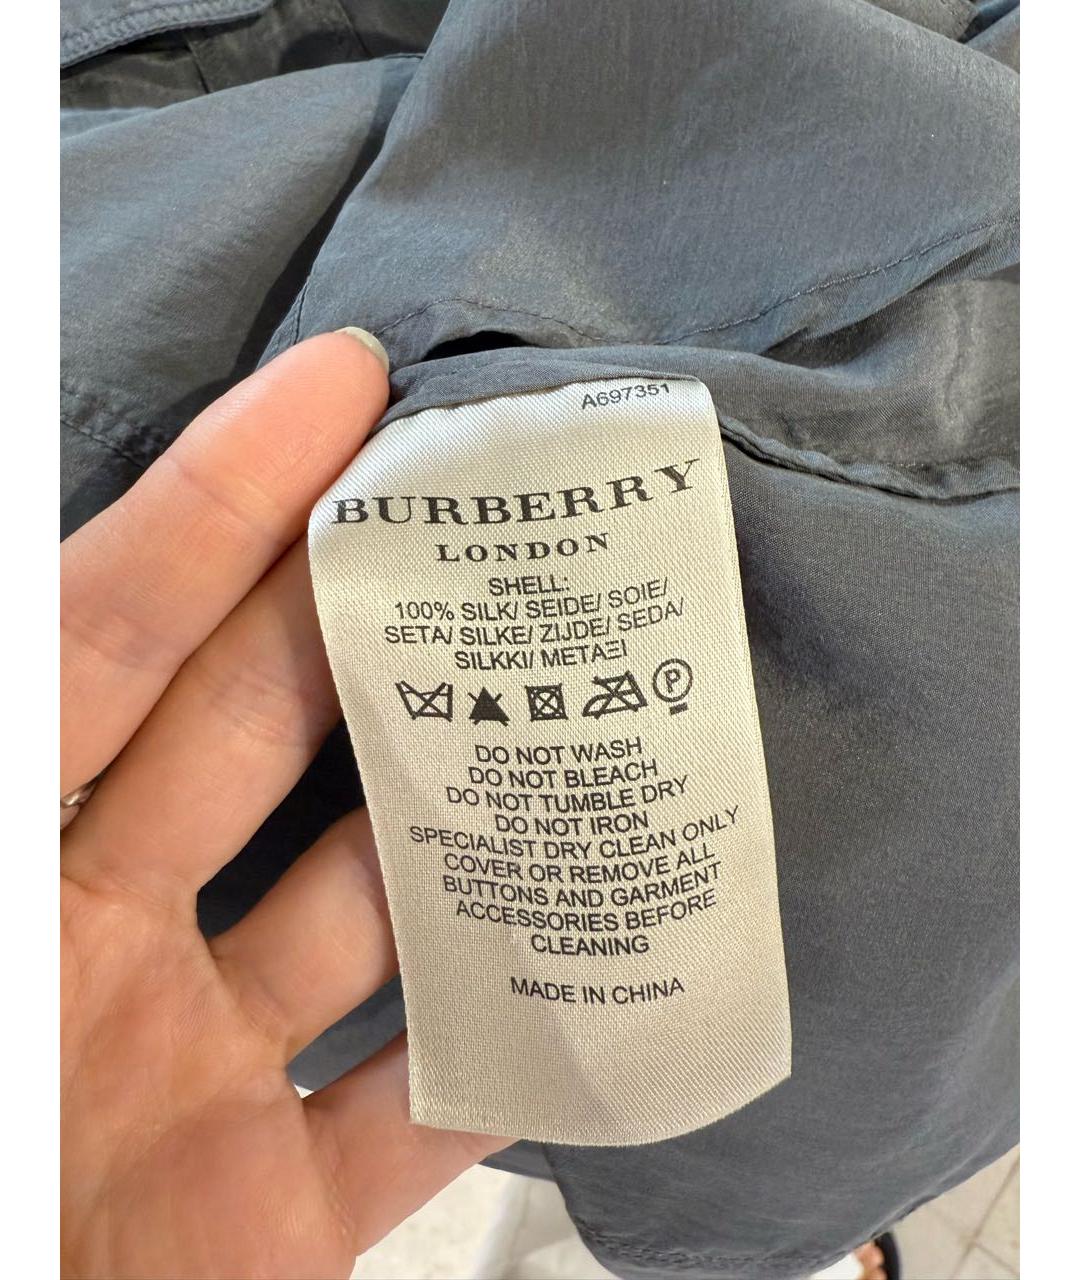 A697351
BURBERRY
LONDON
SHELL:
100% SILK/ SEIDE/ SOIE/
SETA/ SILKE/ ZIJDE/ SEDA/
SILKKI/ ΜΕΤΑΞΙ
P
DO NOT WASH
DO NOT BLEACH
DO NOT TUMBLE DRY
DO NOT IRON
SPECIALIST DRY CLEAN ONLY
COVER OR REMOVE ALL
BUTTONS AND GARMENT
ACCESSORIES BEFORE
CLEANING
MADE IN CHINA